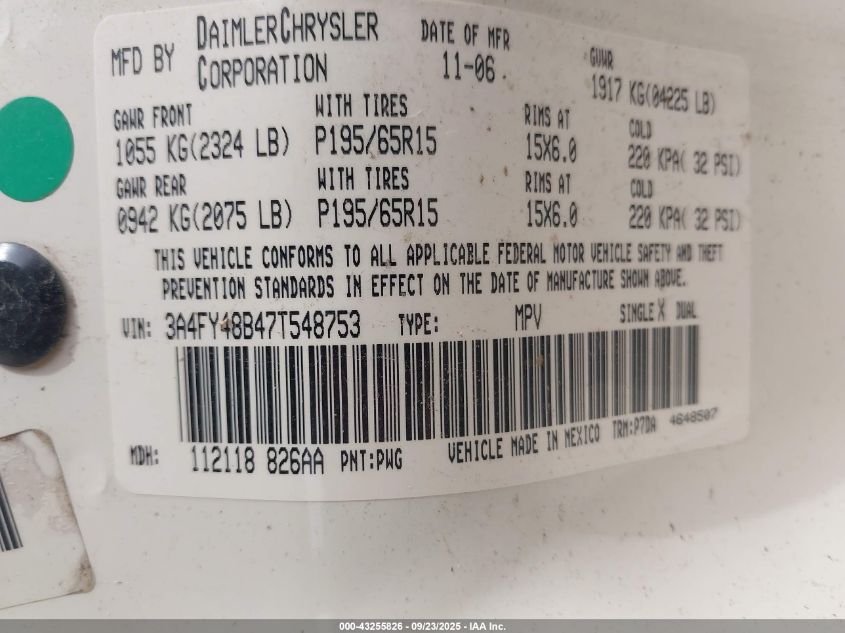 MFD BY DAIMLERCHRYSLER CORPORATION
DATE OF MFR 11-06
GVWR 1917 KG(04225 LB)
GAWR FRONT WITH TIRES RIMS AT COLD
1055 KG(2324 LB) P195/65R15 15X6.0 220 KPA( 32 PSI)
GAWR REAR WITH TIRES RIMS AT COLD
0942 KG(2075 LB) P195/65R15 15X6.0 220 KPA( 32 PSI)
THIS VEHICLE CONFORMS TO ALL APPLICABLE FEDERAL MOTOR VEHICLE SAFETY AND THEFT
PREVENTION STANDARDS IN EFFECT ON THE DATE OF MANUFACTURE SHOWN ABOVE.
VIN: 3A4FY48B47T548753 TYPE: MPV SINGLE X DUAL
MDH: 112118 826AA PNT:PWG VEHICLE MADE IN MEXICO TRM:P7DA 4648507
000-43255826 - 09/23/2025 - IAA Inc.